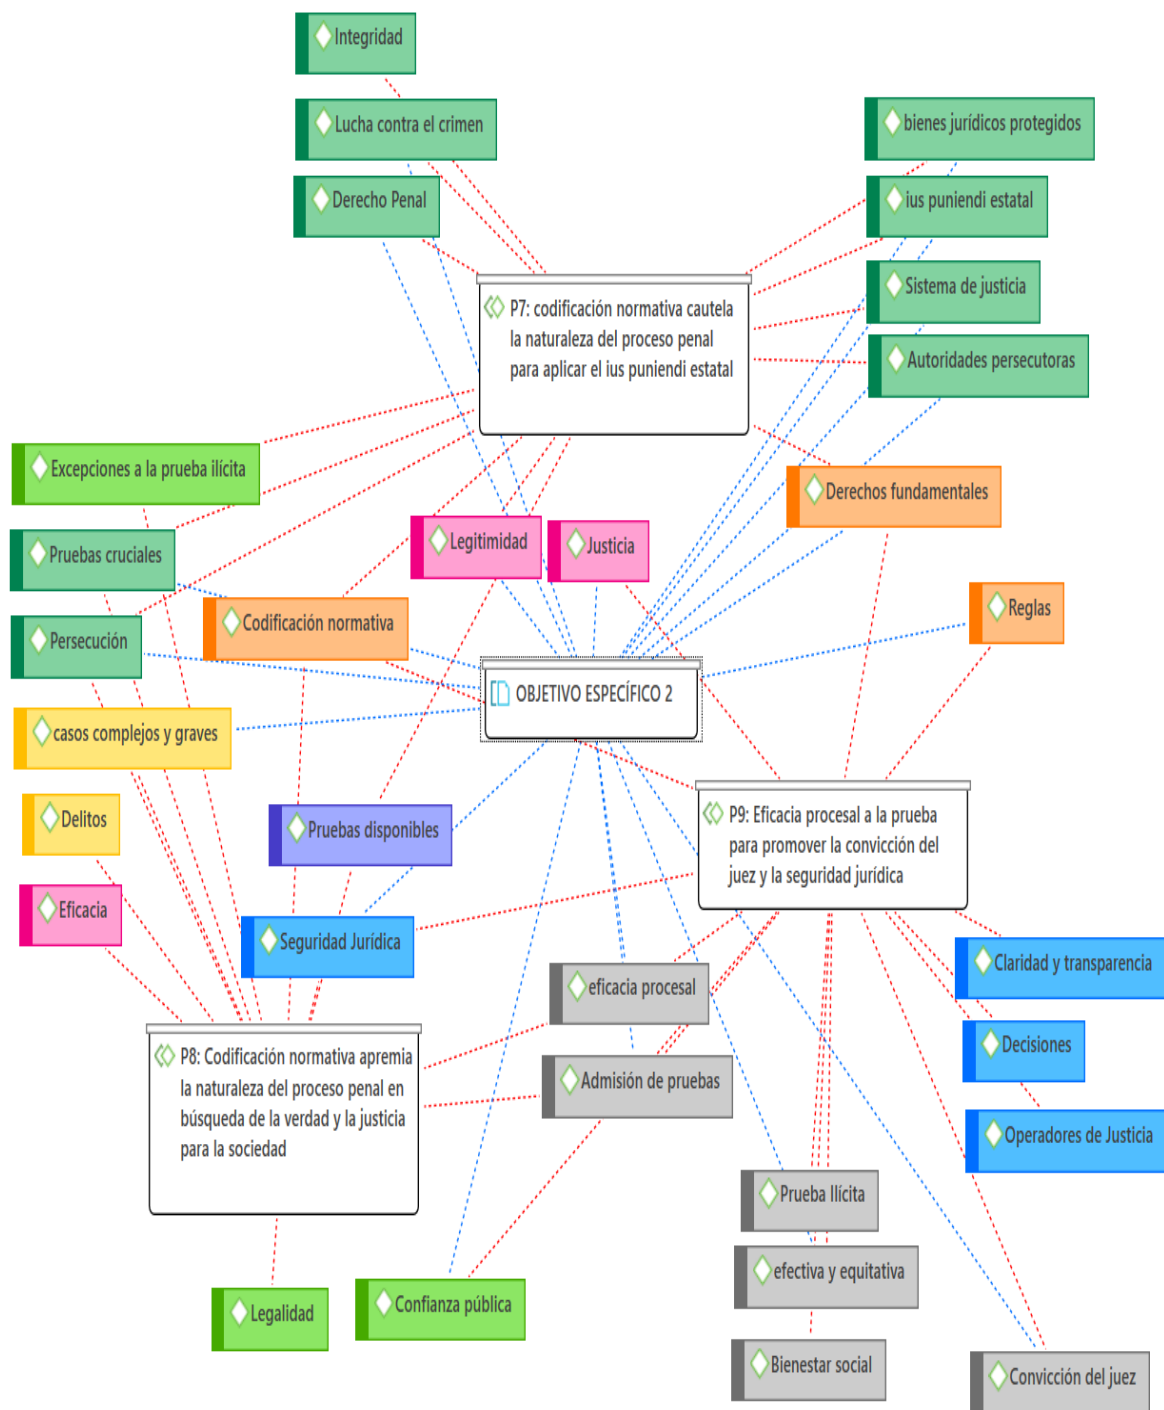 Integridad
Lucha contra el crimen
bienes jurídicos protegidos
Derecho Penal
ius puniendi estatal
Sistema de justicia
P7: codificación normativa cautela
la naturaleza del proceso penal
para aplicar el ius puniendi estatal
Autoridades persecutoras
Excepciones a la prueba ilícita
Derechos fundamentales
Pruebas cruciales
Legitimidad
Justicia
Reglas
Codificación normativa
Persecución
OBJETIVO ESPECÍFICO 2
casos complejos y graves
Delitos
Pruebas disponibles
P9: Eficacia procesal a la prueba
para promover la convicción del
juez y la seguridad jurídica
Eficacia
Seguridad Jurídica
Claridad y transparencia
eficacia procesal
Decisiones
P8: Codificación normativa apremia
la naturaleza del proceso penal en
búsqueda de la verdad y la justicia
para la sociedad
Admisión de pruebas
Operadores de Justicia
Prueba Ilícita
efectiva y equitativa
Legalidad
Confianza pública
Bienestar social
Convicción del juez